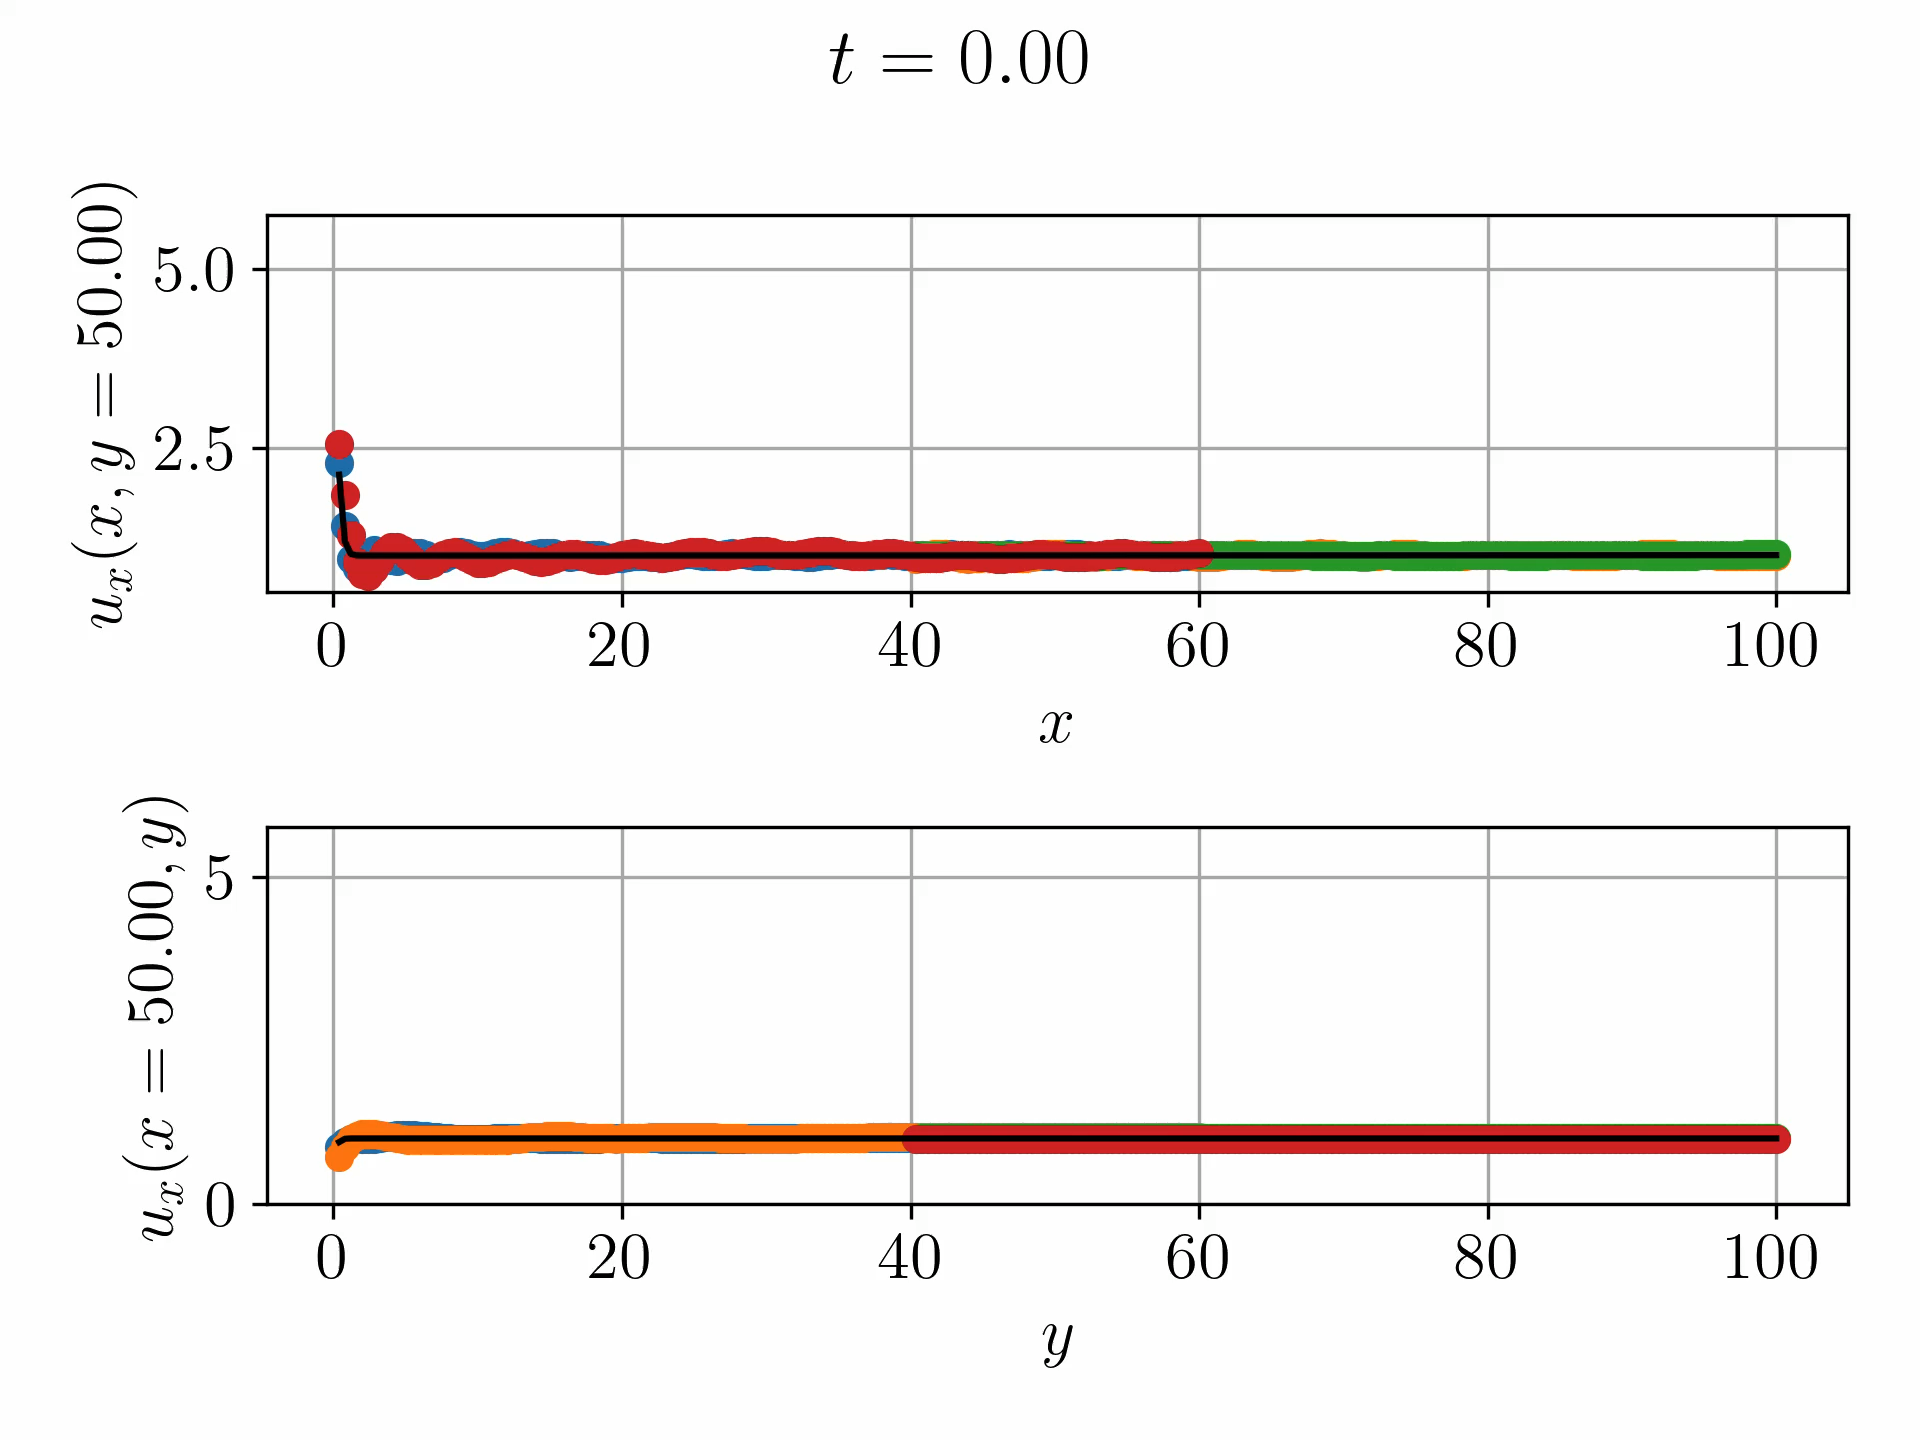 t = 0.00
u_x(x, y = 50.00)
5.0
2.5
0 20 40 60 80 100
x
u_x(x = 50.00, y)
5
0
0 20 40 60 80 100
y